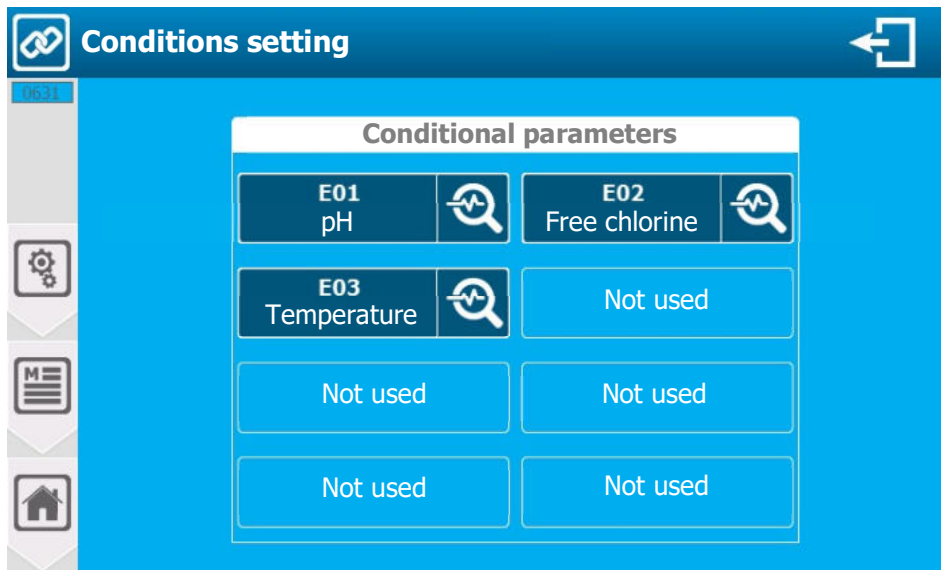 Conditions setting
0631
Conditional parameters
E01
pH
E02
Free chlorine
E03
Temperature
Not used
Not used
Not used
Not used
Not used
M